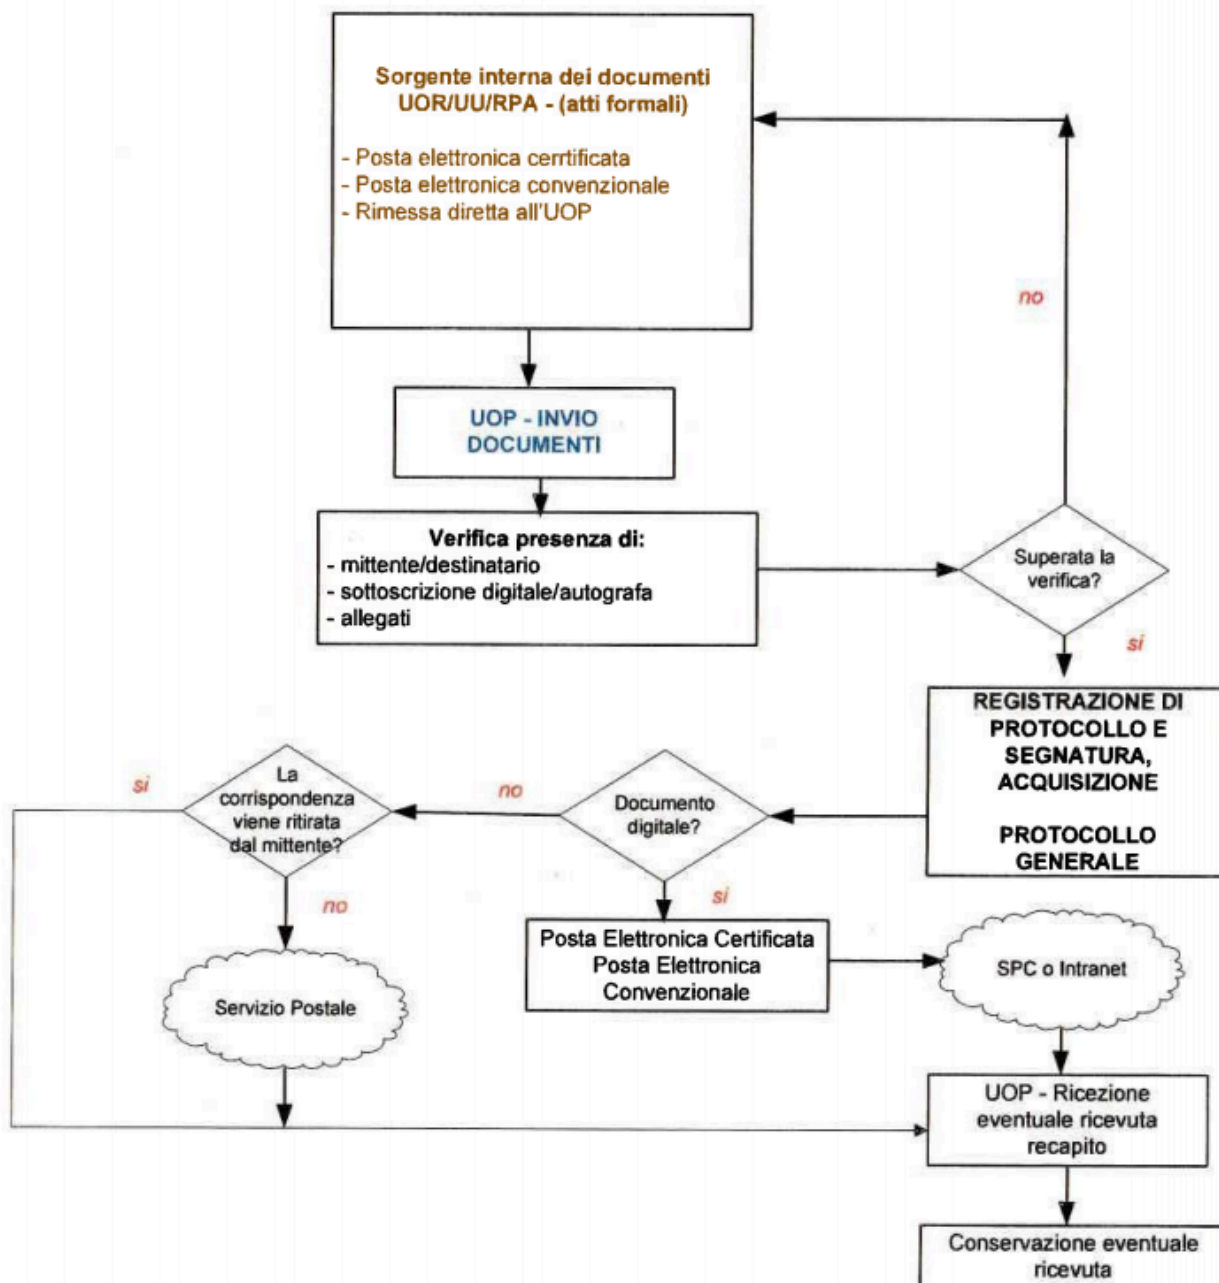 Sorgente interna dei documenti
UOR/UU/RPA - (atti formali)
- Posta elettronica cerrtificata
- Posta elettronica convenzionale
- Rimessa diretta all'UOP
no
UOP - INVIO
DOCUMENTI
Verifica presenza di:
- mittente/destinatario
- sottoscrizione digitale/autografa
- allegati
Superata la
verifica?
si
REGISTRAZIONE DI
PROTOCOLLO E
SEGNATURA,
ACQUISIZIONE
PROTOCOLLO
GENERALE
Documento
digitale?
no
La
corrispondenza
viene ritirata
dal mittente?
si
no
Servizio Postale
si
Posta Elettronica Certificata
Posta Elettronica
Convenzionale
SPC o Intranet
UOP - Ricezione
eventuale ricevuta
recapito
Conservazione eventuale
ricevuta